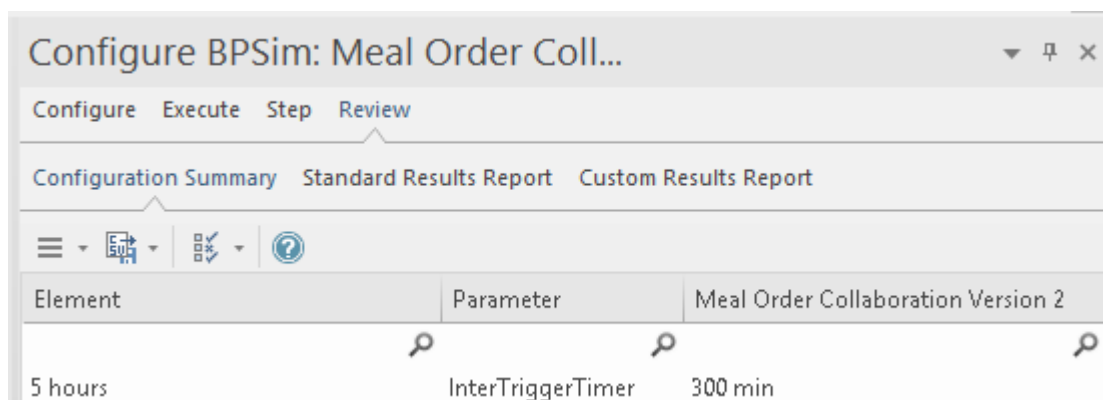 Configure BPSim: Meal Order Coll...
Configure Execute Step Review
Configuration Summary Standard Results Report Custom Results Report
Element Parameter Meal Order Collaboration Version 2
5 hours InterTriggerTimer 300 min